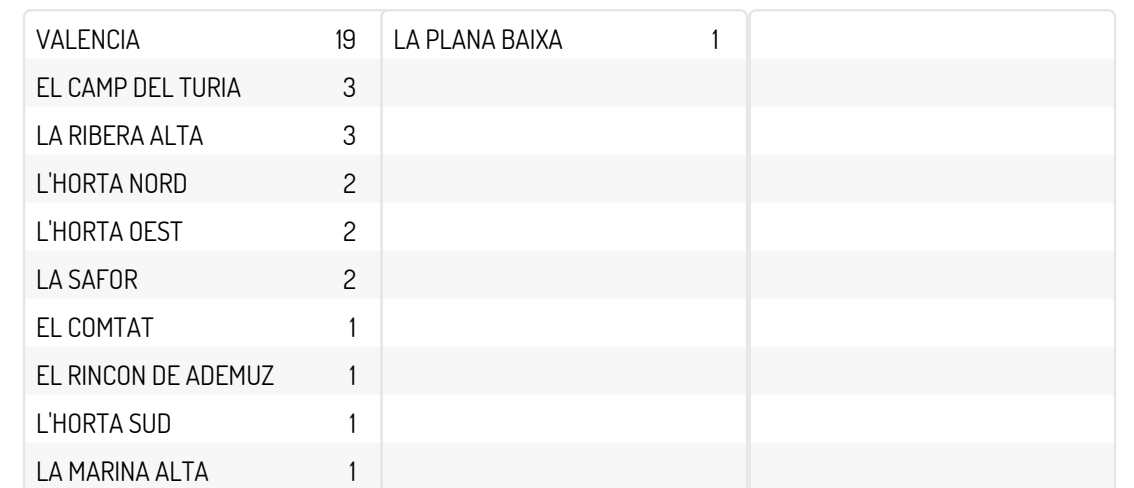 VALENCIA 19
EL CAMP DEL TURIA 3
LA RIBERA ALTA 3
L'HORTA NORD 2
L'HORTA OEST 2
LA SAFOR 2
EL COMTAT 1
EL RINCON DE ADEMUZ 1
L'HORTA SUD 1
LA MARINA ALTA 1
LA PLANA BAIXA 1